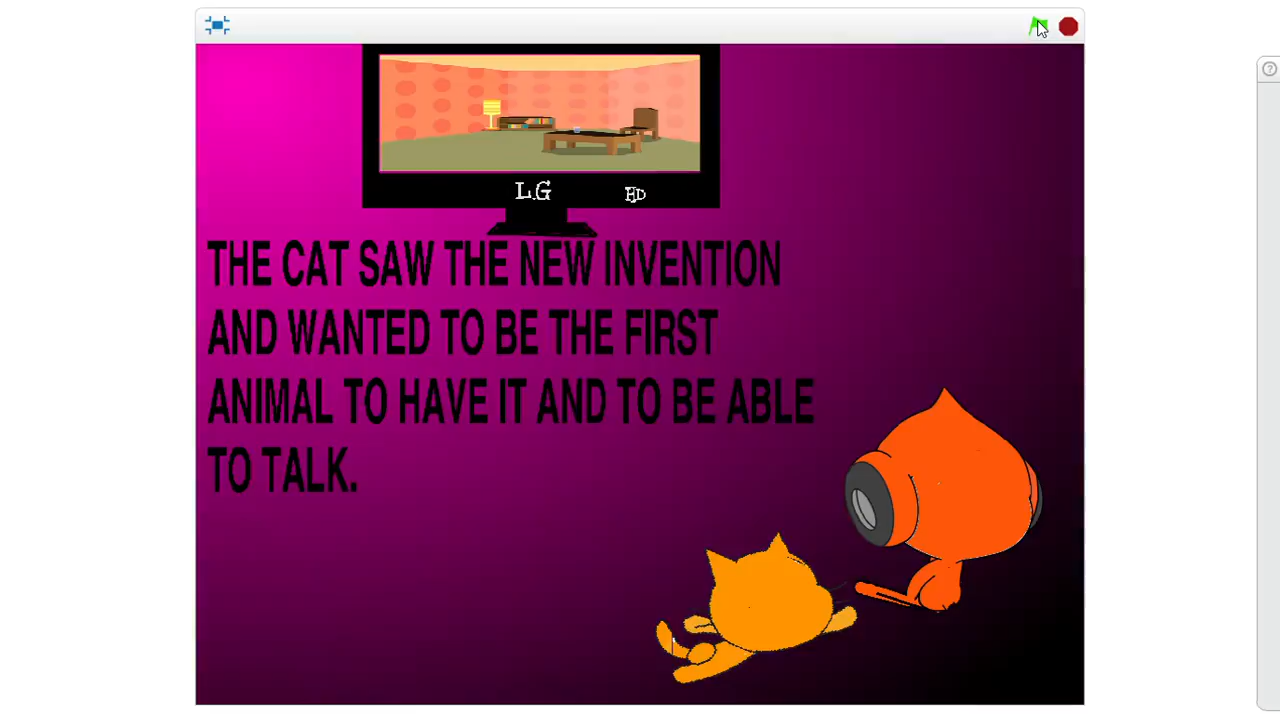 L.G HD
THE CAT SAW THE NEW INVENTION
AND WANTED TO BE THE FIRST
ANIMAL TO HAVE IT AND TO BE ABLE
TO TALK.